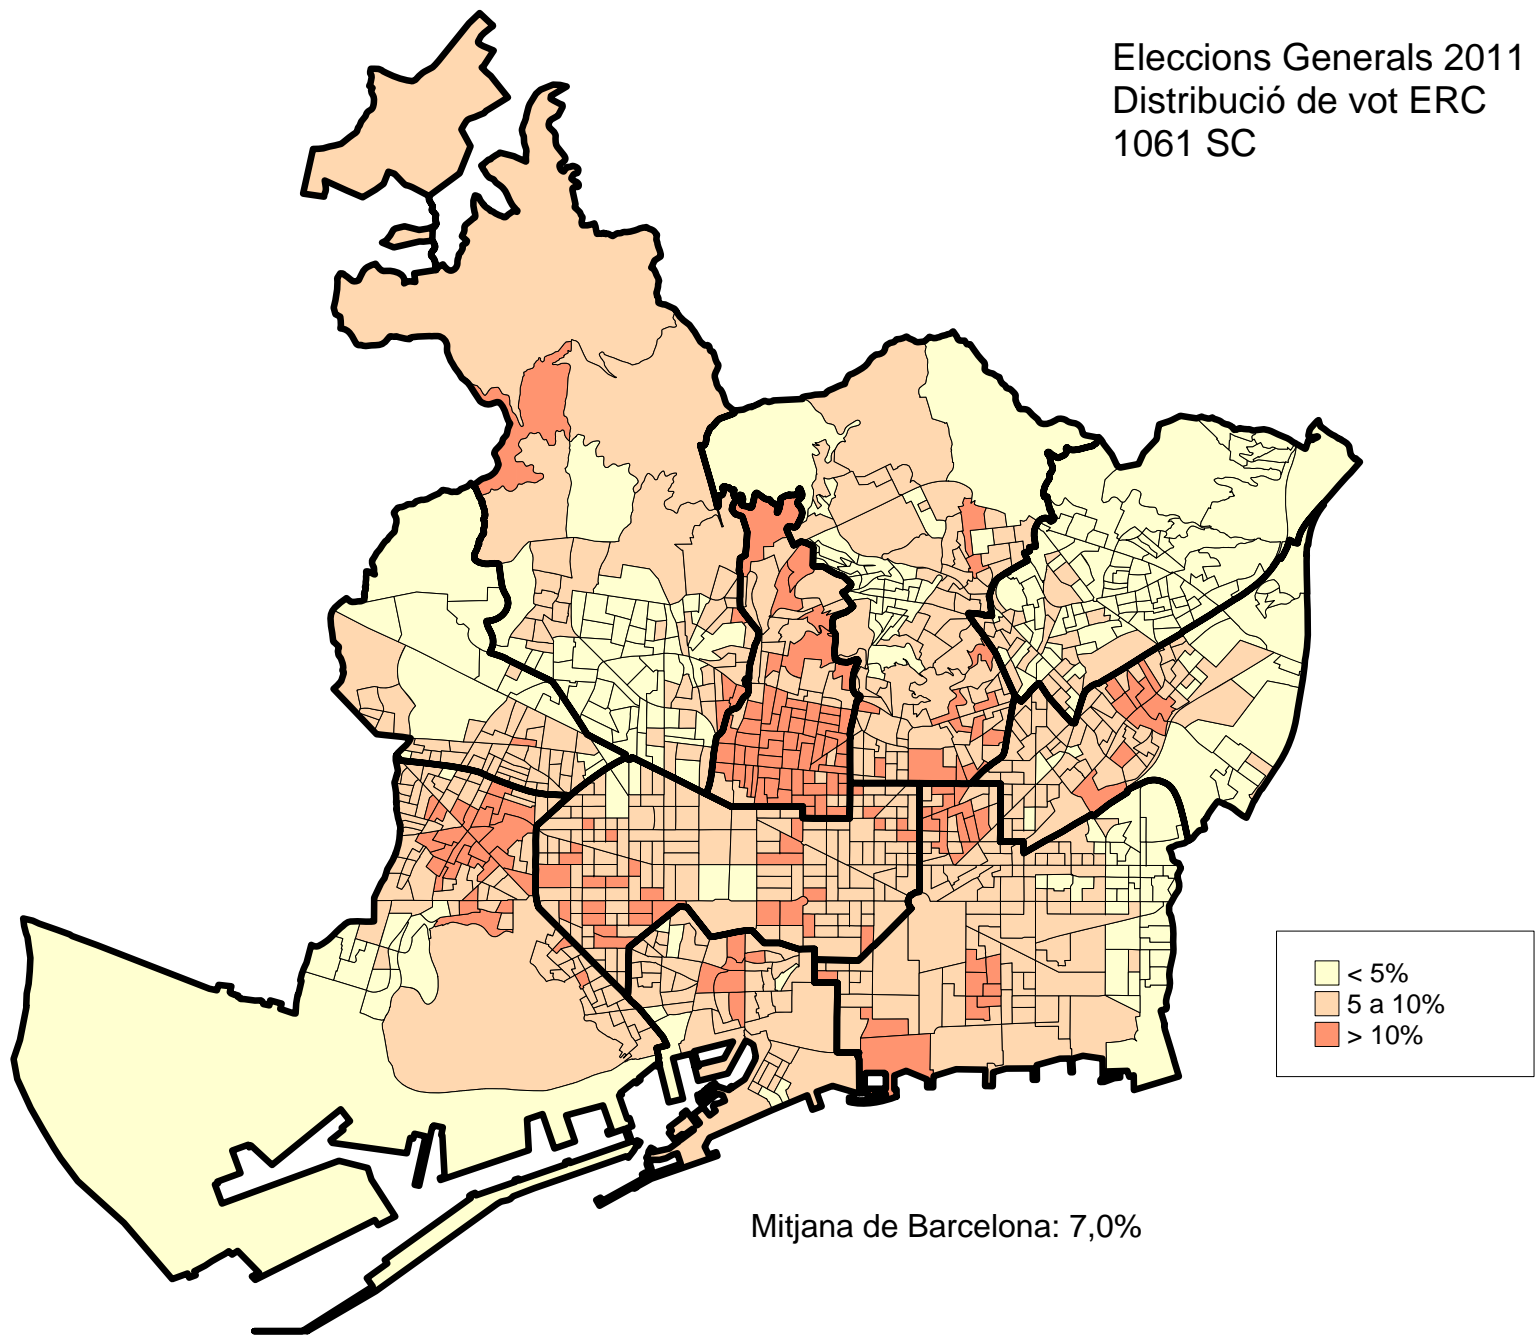 Eleccions Generals 2011
Distribució de vot ERC
1061 SC
< 5%
5 a 10%
> 10%
Mitjana de Barcelona: 7,0%